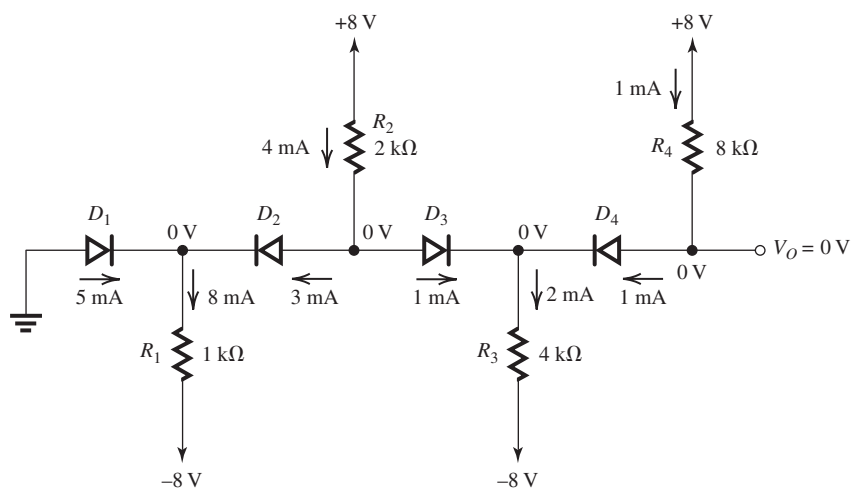 +8 V
+8 V
1 mA
R2
4 mA
2 kΩ
R4
8 kΩ
D1
0 V
D2
0 V
D3
0 V
D4
VO = 0 V
0 V
5 mA
8 mA
3 mA
1 mA
2 mA
1 mA
R1
1 kΩ
R3
4 kΩ
–8 V
–8 V